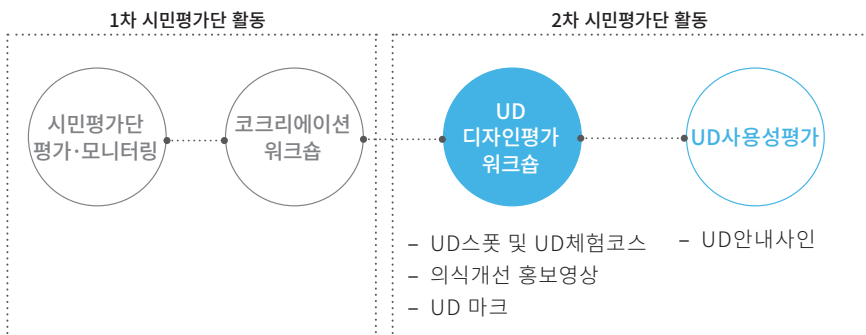 1차 시민평가단 활동
2차 시민평가단 활동
시민평가단
평가·모니터링
코크리에이션
워크숍
UD
디자인평가
워크숍
UD사용성평가
– UD스폿 및 UD체험코스
– 의식개선 홍보영상
– UD 마크
– UD안내사인